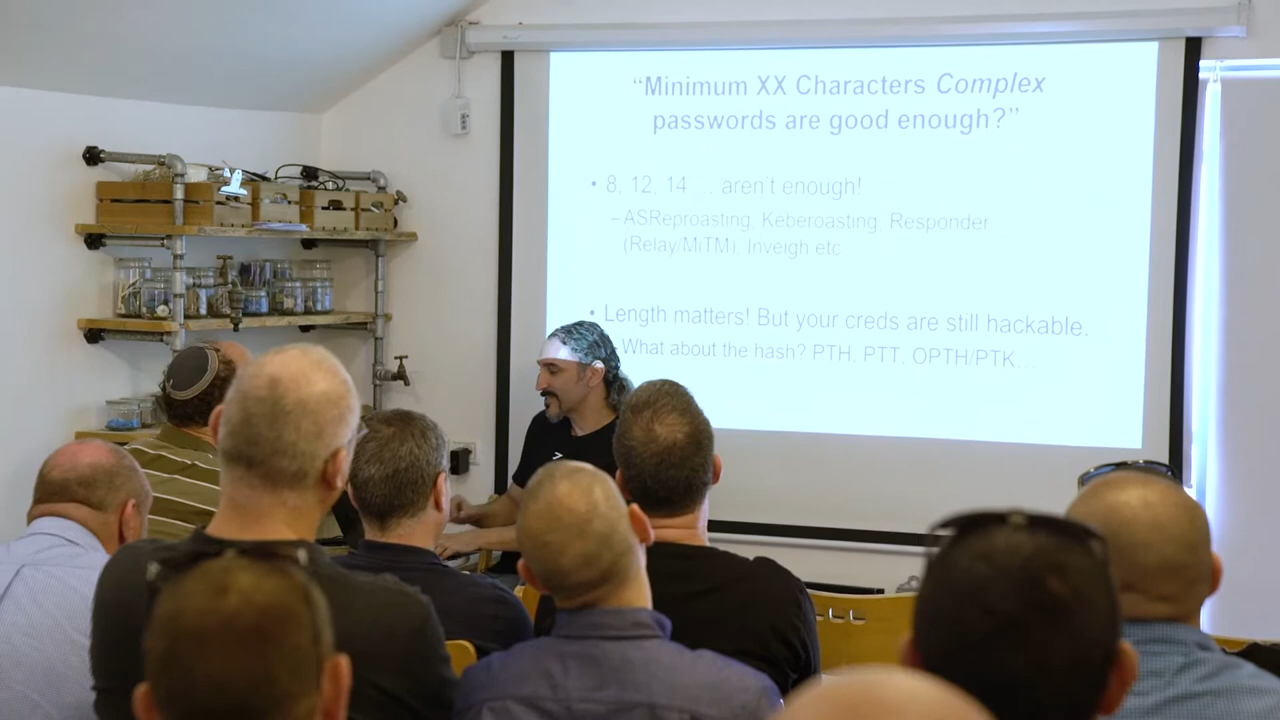 “Minimum XX Characters Complex
passwords are good enough?”
• 8, 12, 14 ... aren't enough!
– ASReproasting, Keberoasting, Responder
(Relay/MiTM), Inveigh etc
• Length matters! But your creds are still hackable.
What about the hash? PTH, PTT, OPTH/PTK...